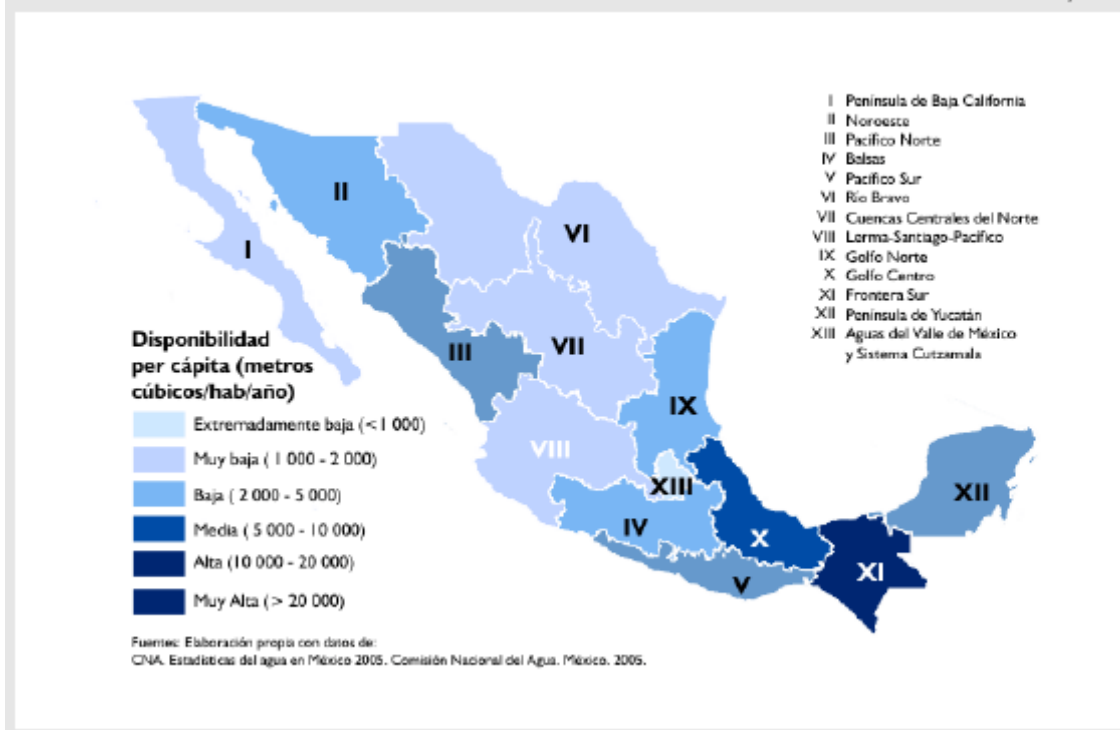 I Península de Baja California
II Noroeste
III Pacífico Norte
IV Balsas
V Pacífico Sur
VI Río Bravo
VII Cuencas Centrales del Norte
VIII Lerma-Santiago-Pacífico
IX Golfo Norte
X Golfo Centro
XI Frontera Sur
XII Península de Yucatán
XIII Aguas del Valle de México
y Sistema Cutzamala
II
VI
I
III
VII
IX
VIII
XIII
XII
IV
X
XI
V
Disponibilidad
per cápita (metros
cúbicos/hab/año)
Extremadamente baja (<1 000)
Muy baja ( 1 000 - 2 000)
Baja ( 2 000 - 5 000)
Media ( 5 000 - 10 000)
Alta (10 000 - 20 000)
Muy Alta (> 20 000)
Fuentes: Elaboración propia con datos de:
CNA. Estadísticas del agua en México 2005. Comisión Nacional del Agua. México. 2005.